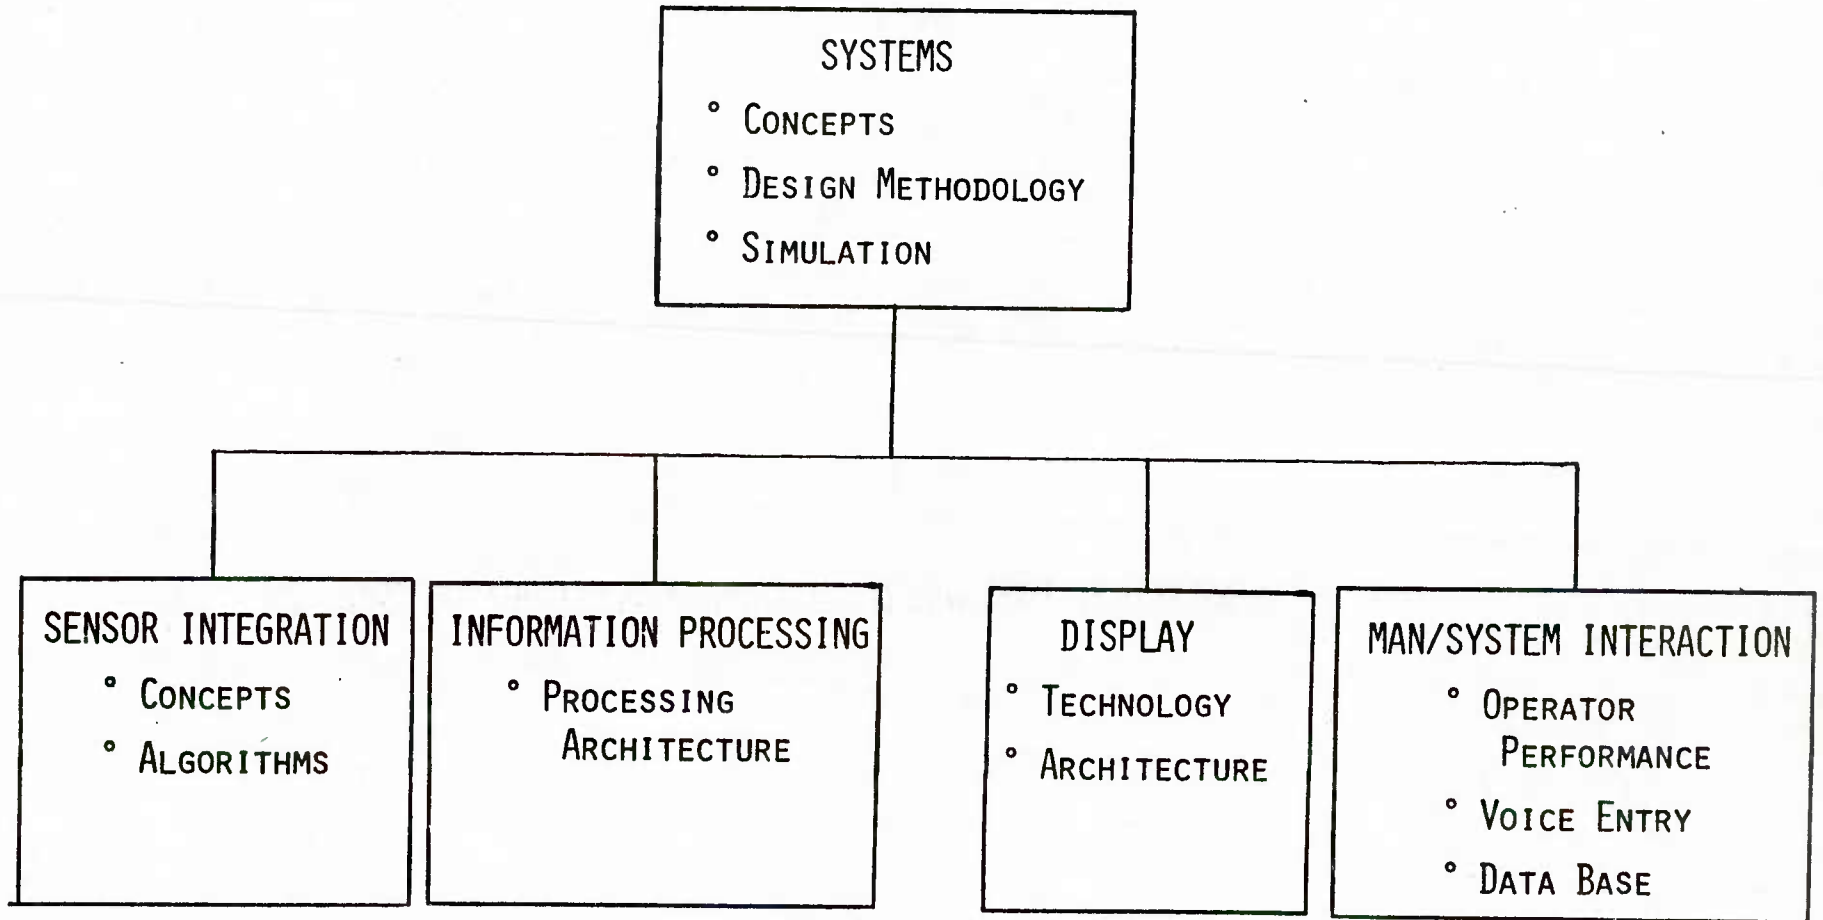 SYSTEMS
° CONCEPTS
° DESIGN METHODOLOGY
° SIMULATION
SENSOR INTEGRATION
° CONCEPTS
° ALGORITHMS
INFORMATION PROCESSING
° PROCESSING
ARCHITECTURE
DISPLAY
° TECHNOLOGY
° ARCHITECTURE
MAN/SYSTEM INTERACTION
° OPERATOR
PERFORMANCE
° VOICE ENTRY
° DATA BASE